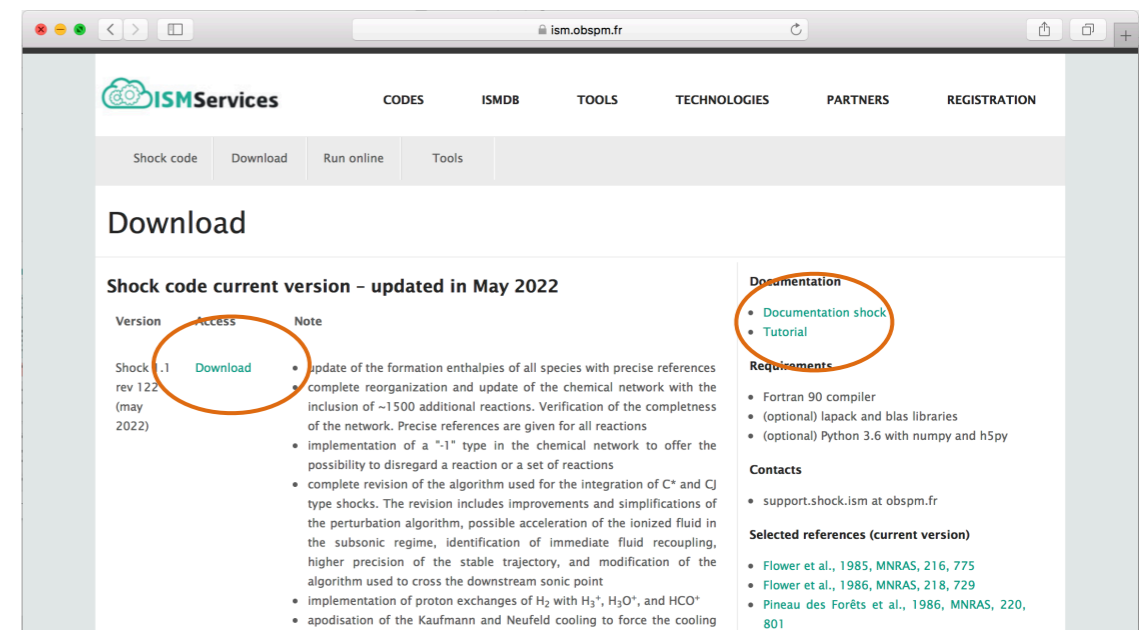 ism.obspm.fr
ISMServices
CODES ISMDB TOOLS TECHNOLOGIES PARTNERS REGISTRATION
Shock code Download Run online Tools
Download
Shock code current version – updated in May 2022
Version Access Note
Shock 1.1
rev 122
(may
2022)
Download
• update of the formation enthalpies of all species with precise references
• complete reorganization and update of the chemical network with the
inclusion of ~1500 additional reactions. Verification of the completness
of the network. Precise references are given for all reactions
• implementation of a "-1" type in the chemical network to offer the
possibility to disregard a reaction or a set of reactions
• complete revision of the algorithm used for the integration of C* and CJ
type shocks. The revision includes improvements and simplifications of
the perturbation algorithm, possible acceleration of the ionized fluid in
the subsonic regime, identification of immediate fluid recoupling,
higher precision of the stable trajectory, and modification of the
algorithm used to cross the downstream sonic point
• implementation of proton exchanges of H₂ with H₃⁺, H₃O⁺, and HCO⁺
• apodisation of the Kaufmann and Neufeld cooling to force the cooling
Documentation
• Documentation shock
• Tutorial
Requirements
• Fortran 90 compiler
• (optional) lapack and blas libraries
• (optional) Python 3.6 with numpy and h5py
Contacts
• support.shock.ism at obspm.fr
Selected references (current version)
• Flower et al., 1985, MNRAS, 216, 775
• Flower et al., 1986, MNRAS, 218, 729
• Pineau des Forêts et al., 1986, MNRAS, 220,
801